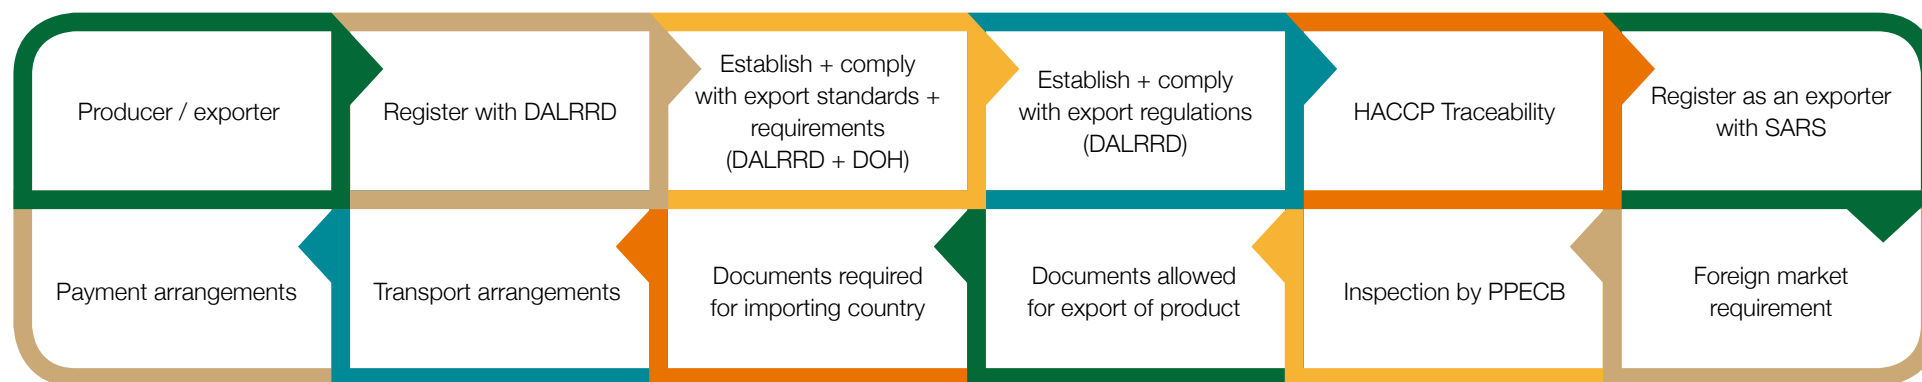 Producer / exporter
Register with DALRRD
Establish + comply
with export standards +
requirements
(DALRRD + DOH)
Establish + comply
with export regulations
(DALRRD)
HACCP Traceability
Register as an exporter
with SARS
Foreign market
requirement
Inspection by PPECB
Documents allowed
for export of product
Documents required
for importing country
Transport arrangements
Payment arrangements